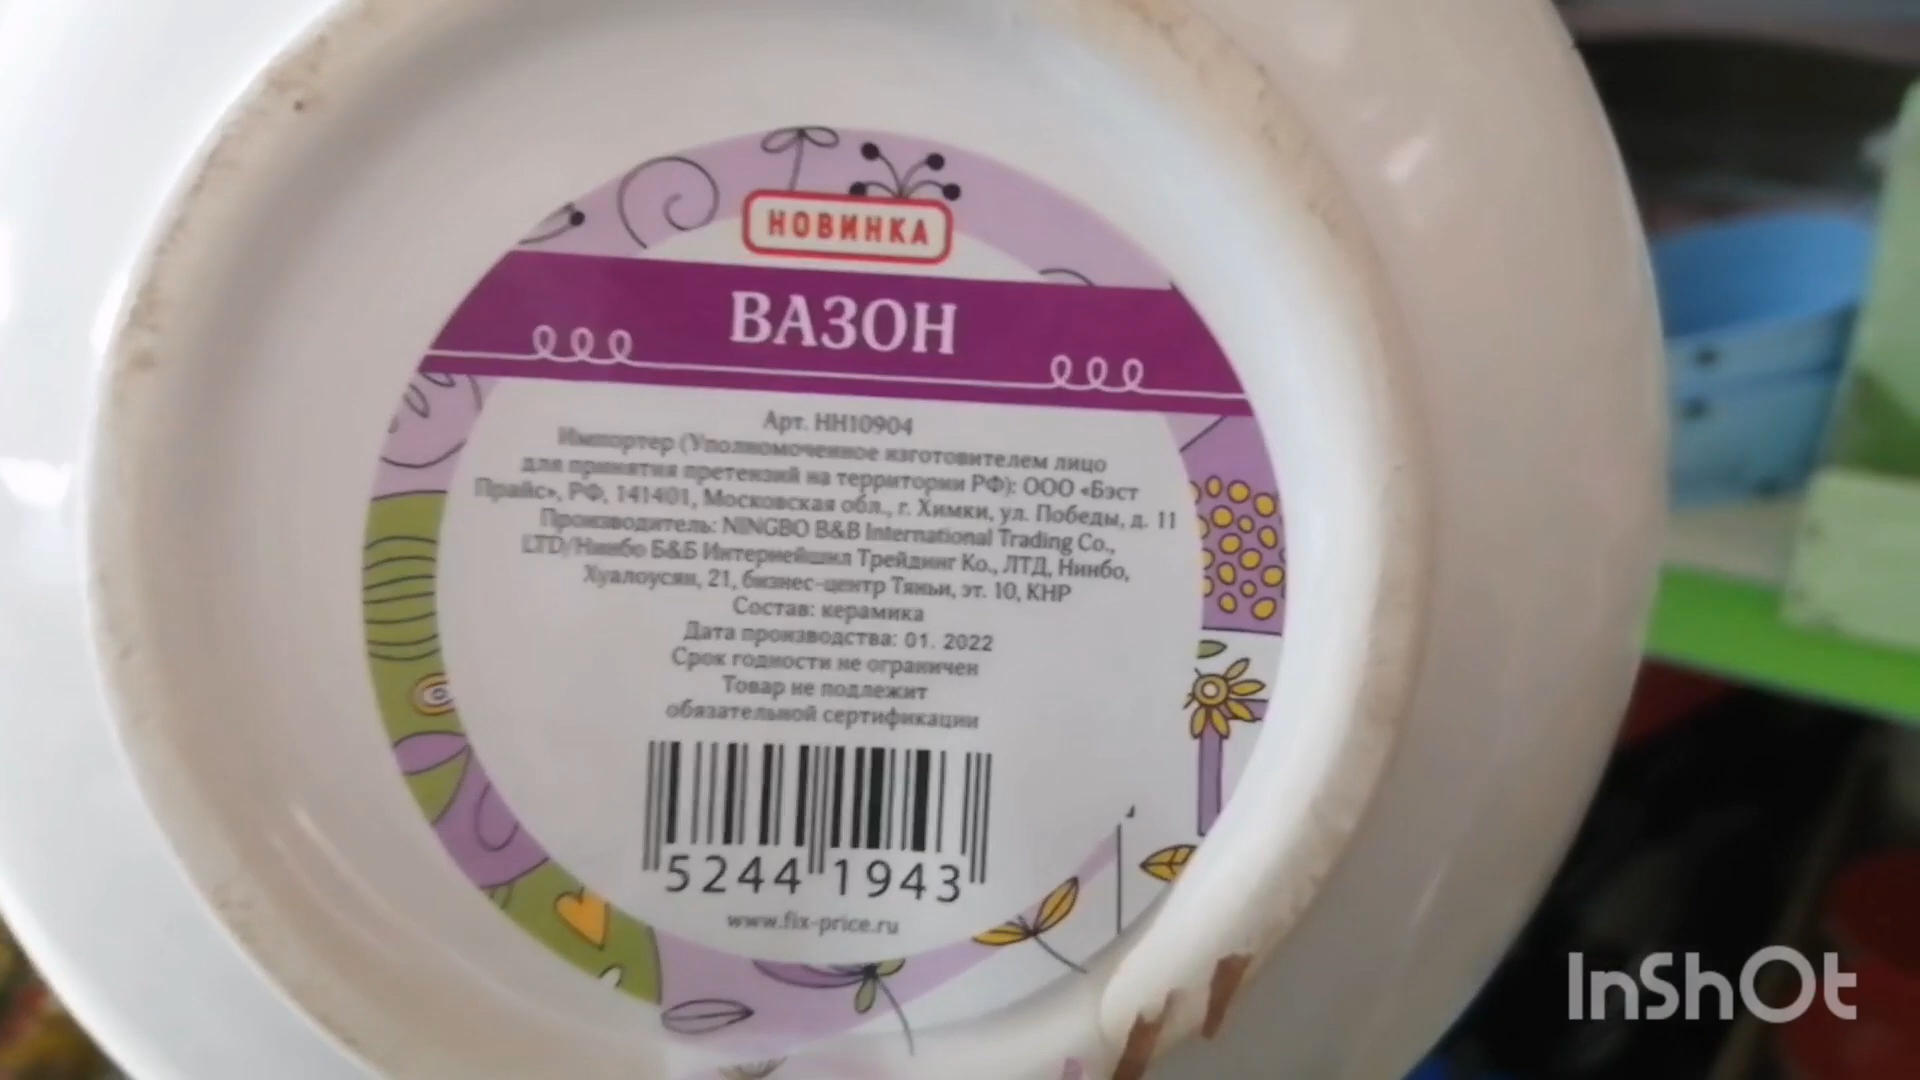 НОВИНКА
ВАЗОН
Арт. НН10904
Импортер (Уполномоченное изготовителем лицо
для принятия претензий на территории РФ): ООО «Бэст
Прайс», РФ, 141401, Московская обл., г. Химки, ул. Победы, д. 11
Производитель: NINGBO B&B International Trading Co.,
LTD/Нинбо Б&Б Интернейшнл Трейдинг Ко., ЛТД, Нинбо,
Хуалоусян, 21, бизнес-центр Тяньи, эт. 10, КНР
Состав: керамика
Дата производства: 01. 2022
Срок годности не ограничен
Товар не подлежит
обязательной сертификации
5244 1943
www.fix-price.ru
InShOt